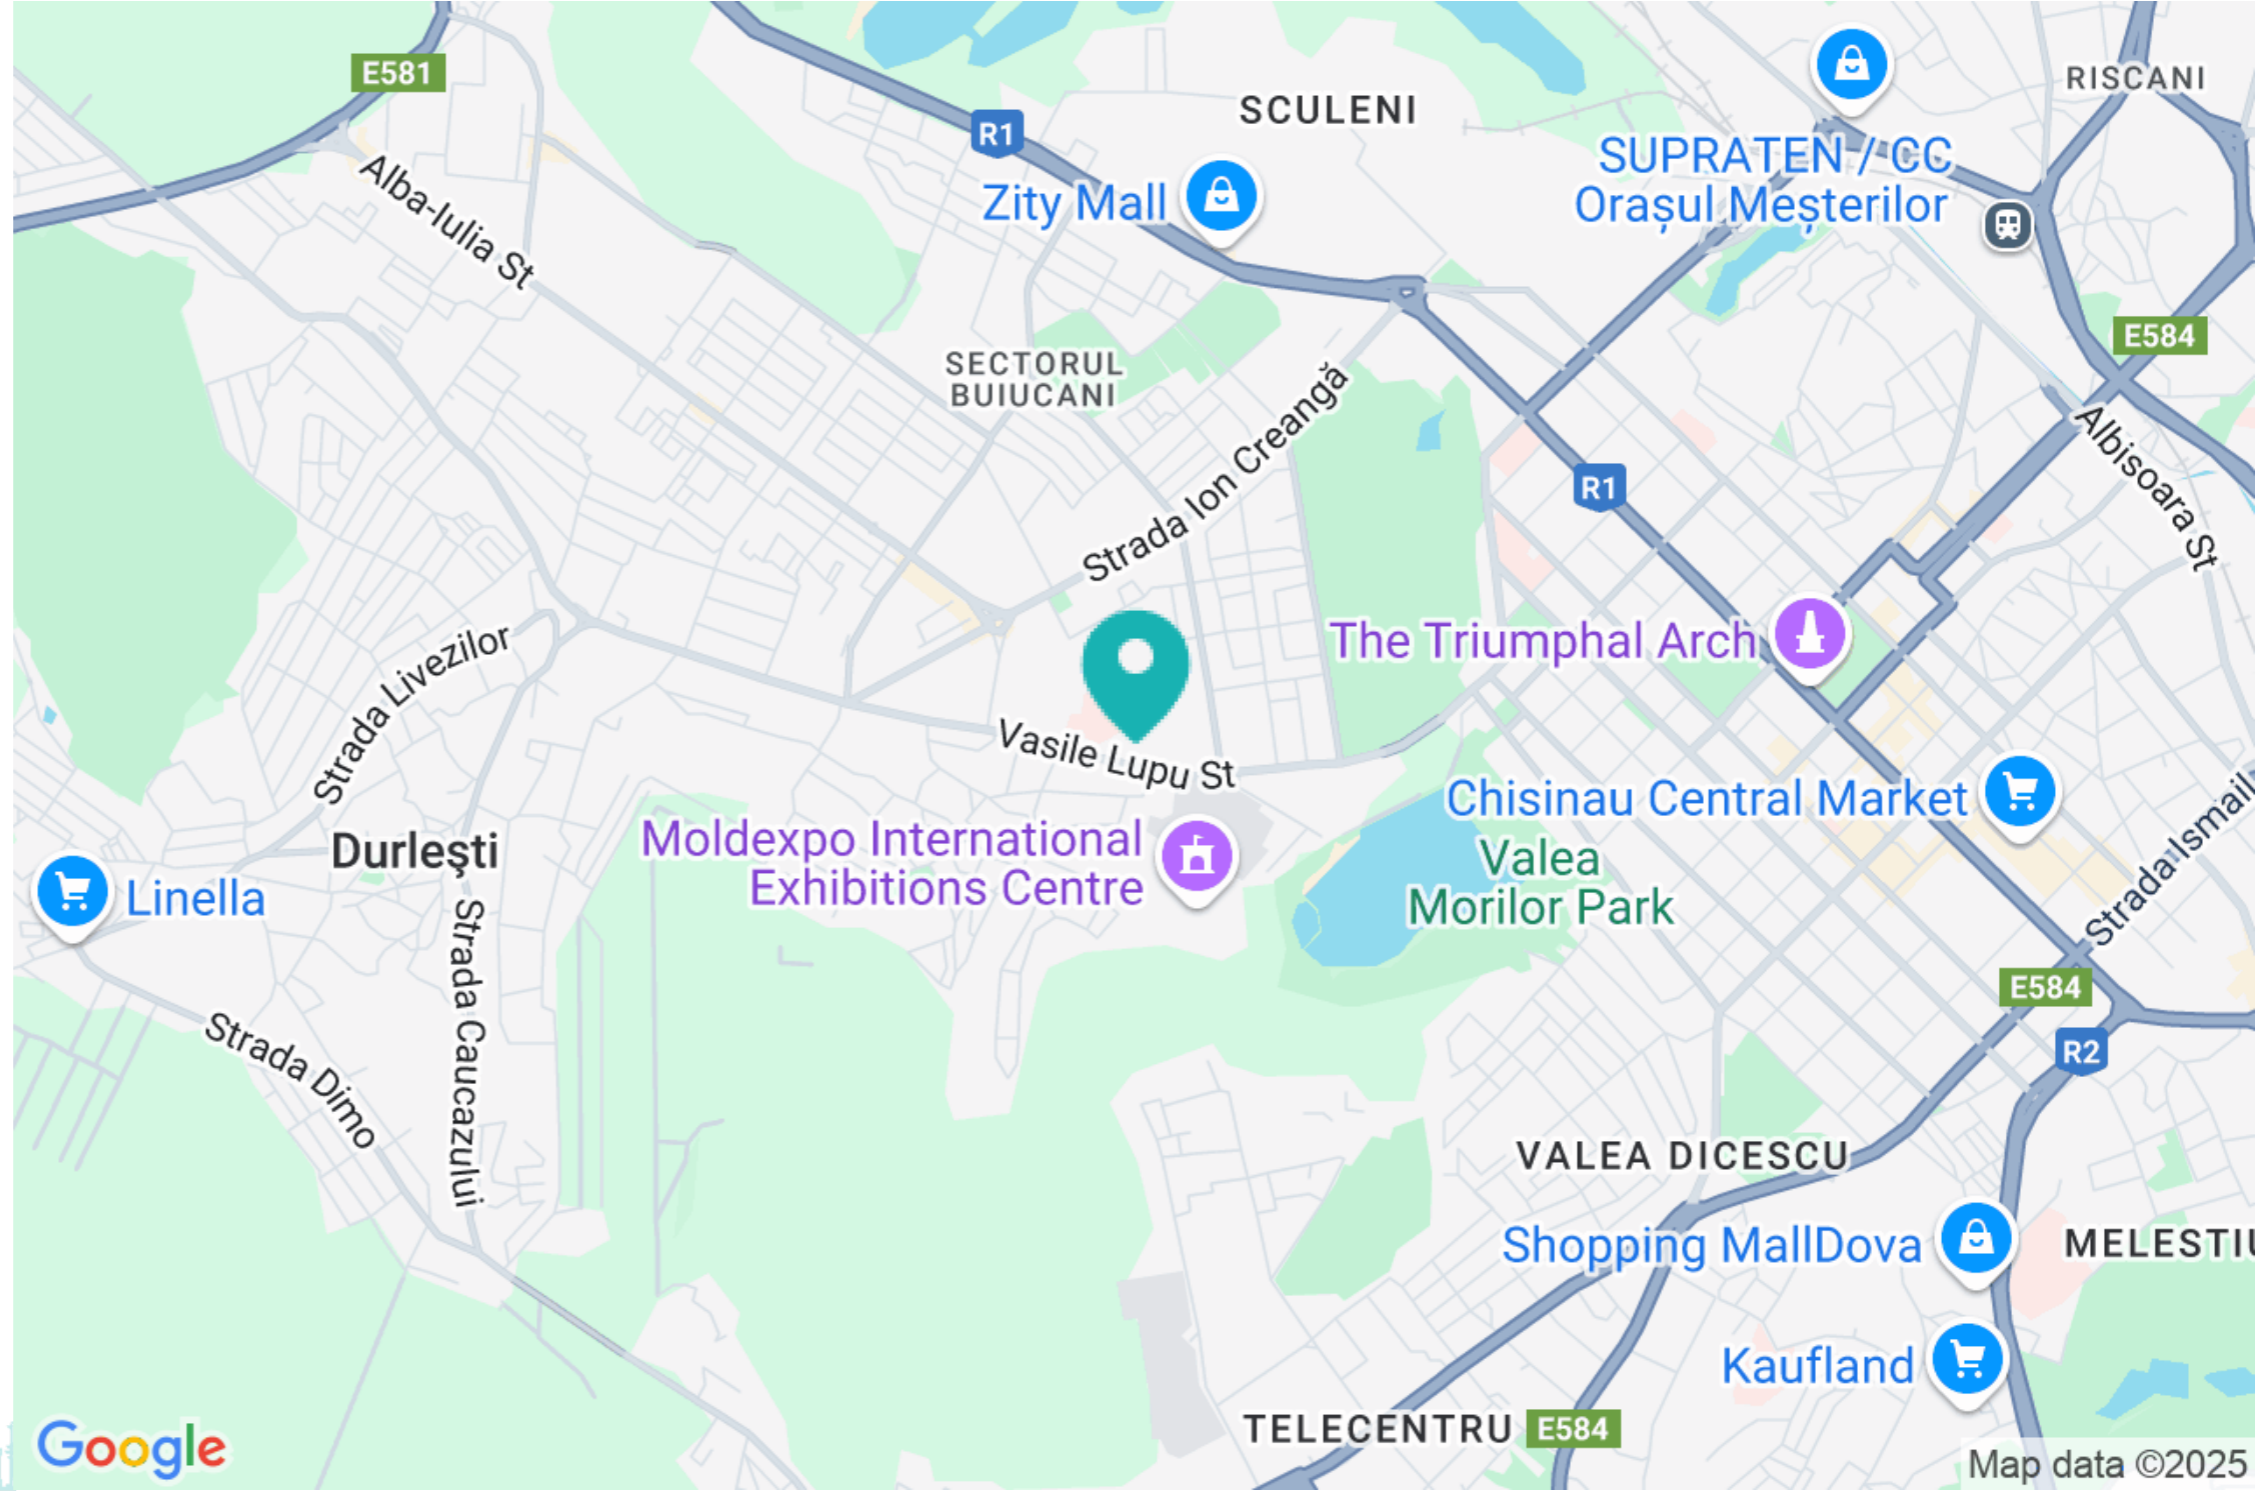 E581
RISCANI
SCULENI
R1
SUPRATEN / CC
Orașul Meșterilor
Zity Mall
Alba-Iulia St
E584
SECTORUL
BUIUCANI
Strada Ion Creangă
Albisoara St
R1
Strada Livezilor
The Triumphal Arch
Vasile Lupu St
Chisinau Central Market
Strada Ismail
Durlești
Moldexpo International
Exhibitions Centre
Valea
Morilor Park
Linella
Strada Caucazului
E584
R2
Strada Dimo
VALEA DICESCU
Shopping MallDova
MELESTIU
Kaufland
TELECENTRU
E584
Google
Map data ©2025